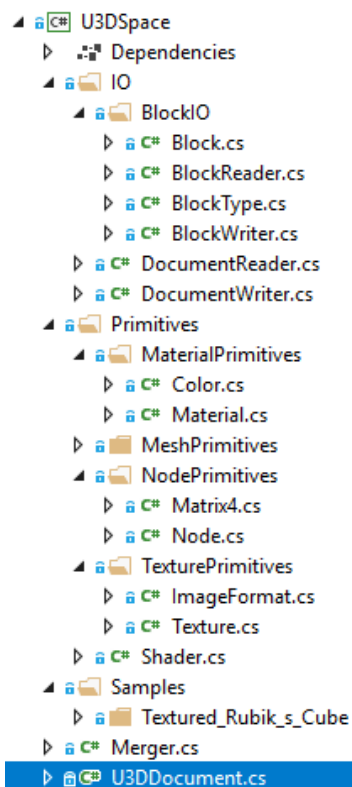 C# U3DSpace
Dependencies
IO
BlockIO
C# Block.cs
C# BlockReader.cs
C# BlockType.cs
C# BlockWriter.cs
C# DocumentReader.cs
C# DocumentWriter.cs
Primitives
MaterialPrimitives
C# Color.cs
C# Material.cs
MeshPrimitives
NodePrimitives
C# Matrix4.cs
C# Node.cs
TexturePrimitives
C# ImageFormat.cs
C# Texture.cs
C# Shader.cs
Samples
Textured_Rubik_s_Cube
C# Merger.cs
C# U3DDocument.cs